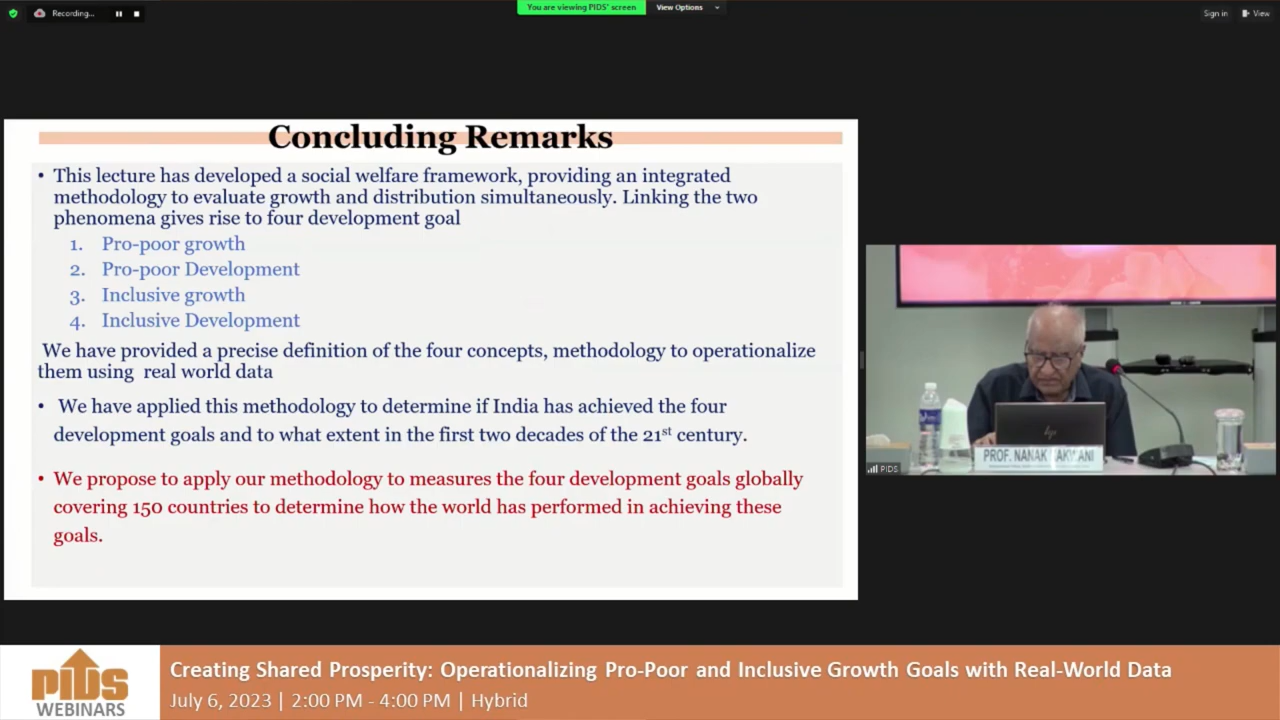 Recording...
You are viewing PIDS' screen
View Options
Sign in
View
Concluding Remarks
• This lecture has developed a social welfare framework, providing an integrated
methodology to evaluate growth and distribution simultaneously. Linking the two
phenomena gives rise to four development goal
1. Pro-poor growth
2. Pro-poor Development
3. Inclusive growth
4. Inclusive Development
We have provided a precise definition of the four concepts, methodology to operationalize
them using real world data
• We have applied this methodology to determine if India has achieved the four
development goals and to what extent in the first two decades of the 21st century.
• We propose to apply our methodology to measures the four development goals globally
covering 150 countries to determine how the world has performed in achieving these
goals.
hp
PROF. NANAK
PIDS
PIDS
WEBINARS
Creating Shared Prosperity: Operationalizing Pro-Poor and Inclusive Growth Goals with Real-World Data
July 6, 2023 | 2:00 PM - 4:00 PM | Hybrid